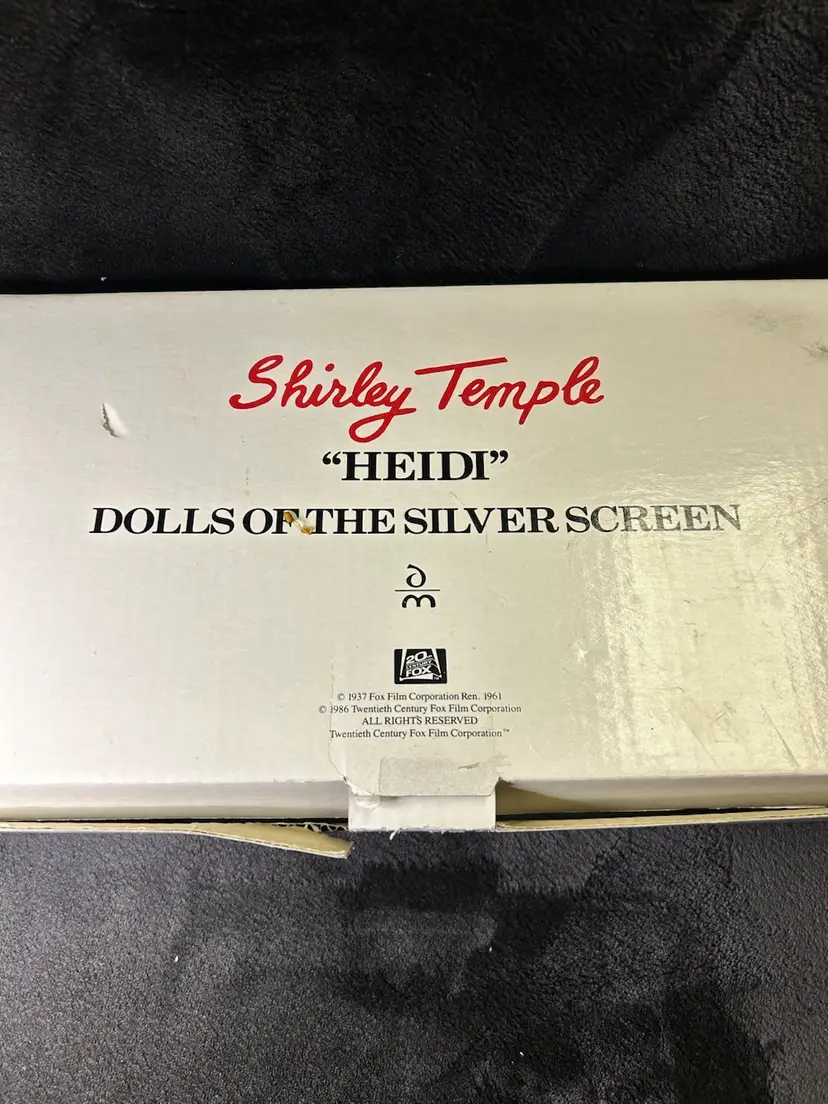 Shirley Temple
“HEIDI”
DOLLS OF THE SILVER SCREEN
20
CENTURY
FOX
© 1937 Fox Film Corporation Ren. 1961
© 1986 Twentieth Century Fox Film Corporation
ALL RIGHTS RESERVED
Twentieth Century Fox Film Corporation™